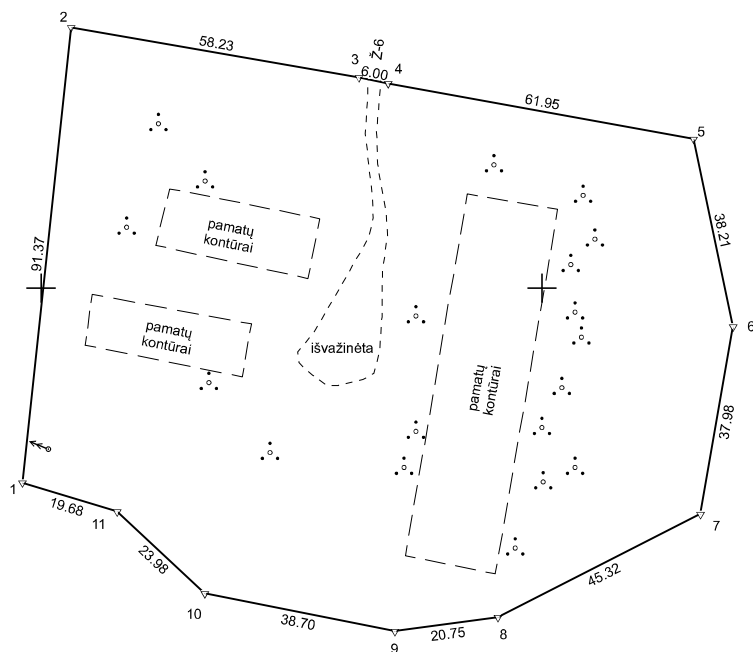 2
58.23
3
Ž-6
6.00
4
61.95
5
38.21
pamatų
kontūrai
91.37
pamatų
kontūrai
išvažinėta
6
pamatų
kontūrai
37.98
1
19.68
11
7
23.98
45.32
10
38.70
20.75
8
9